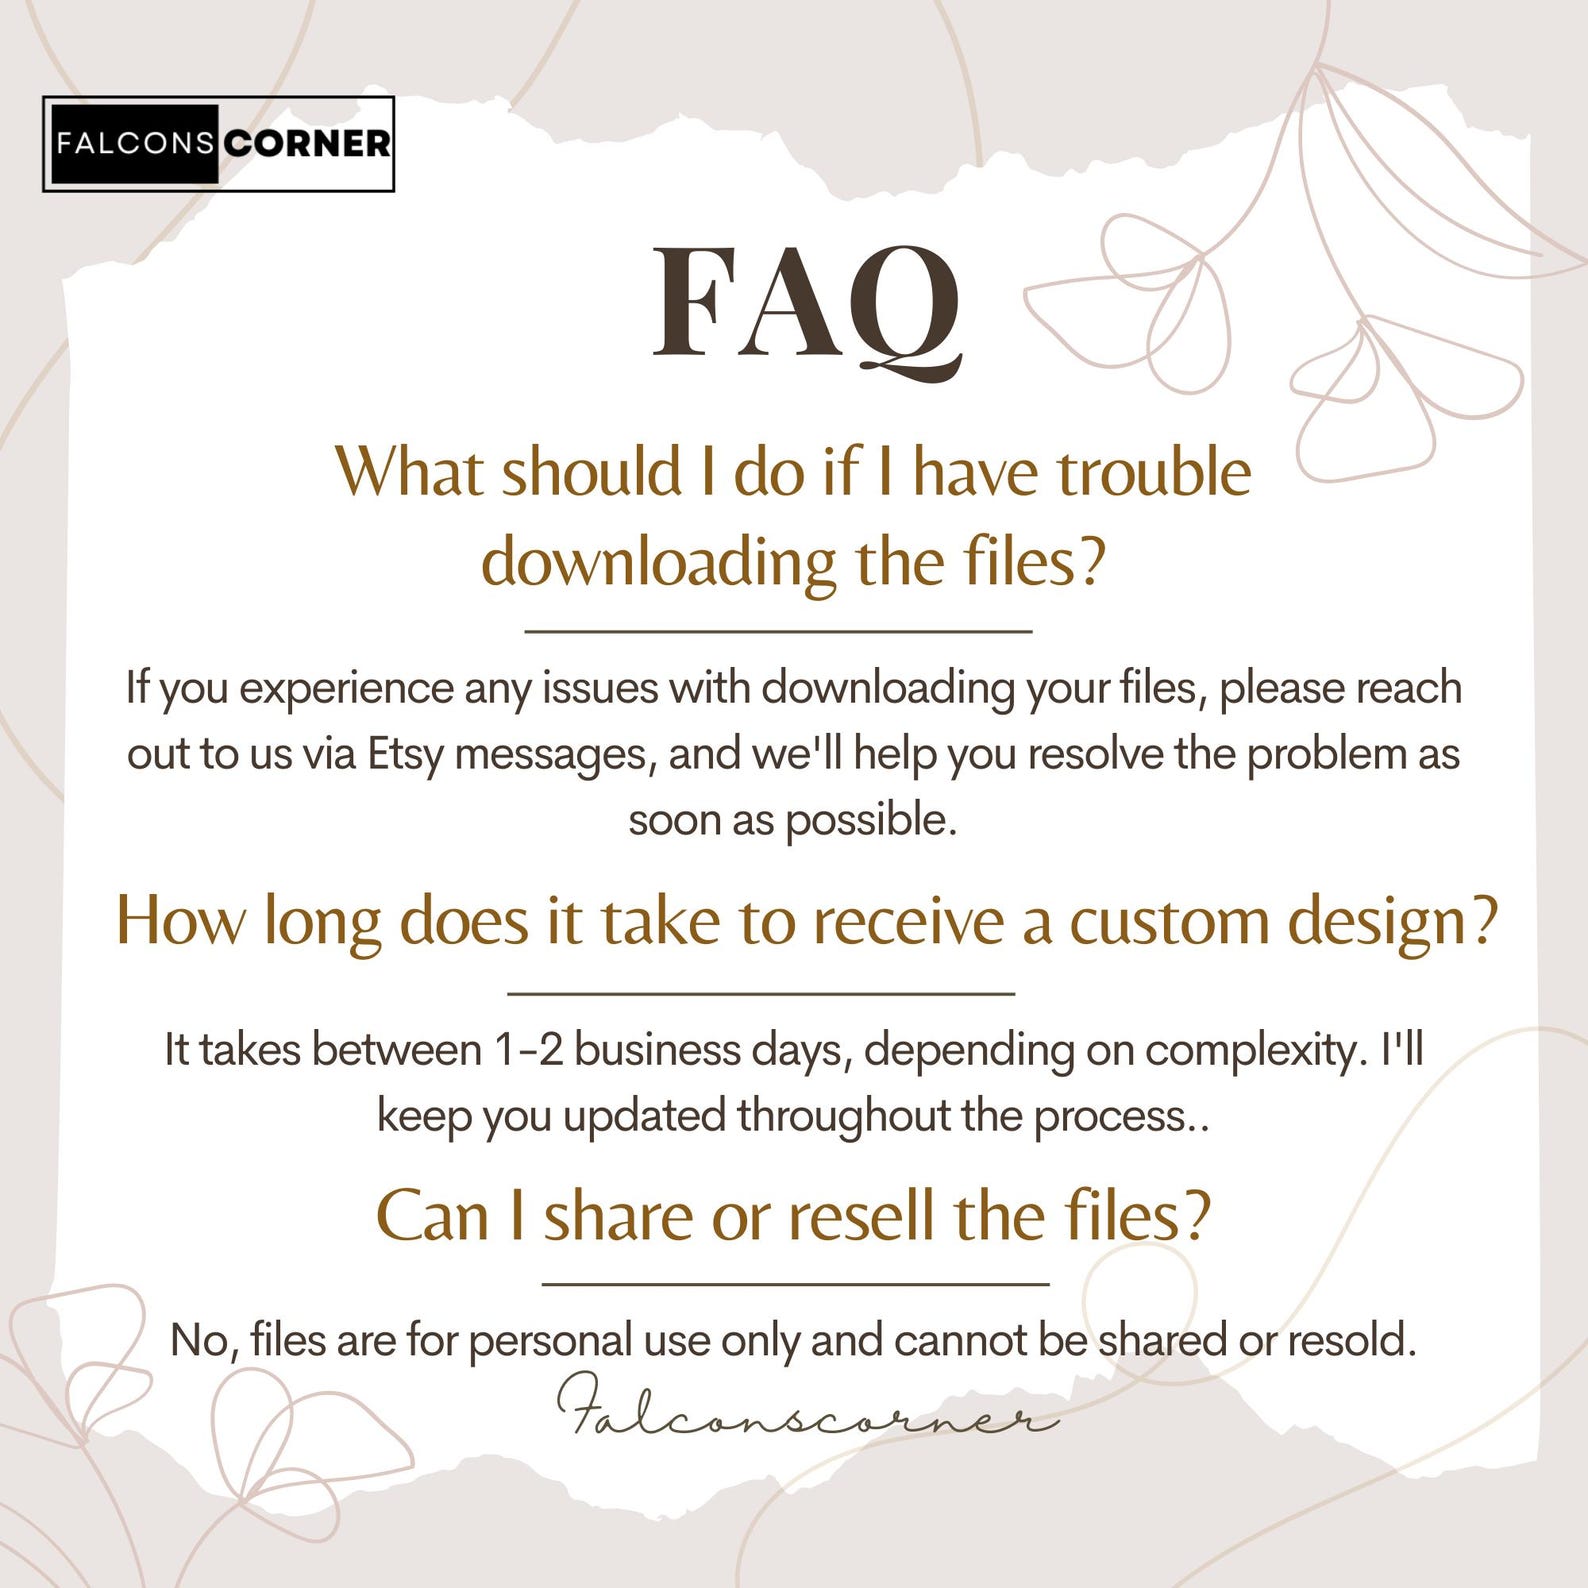 FALCONS CORNER
FAQ
What should I do if I have trouble
downloading the files?
If you experience any issues with downloading your files, please reach
out to us via Etsy messages, and we'll help you resolve the problem as
soon as possible.
How long does it take to receive a custom design?
It takes between 1-2 business days, depending on complexity. I'll
keep you updated throughout the process..
Can I share or resell the files?
No, files are for personal use only and cannot be shared or resold.
Falconscorner